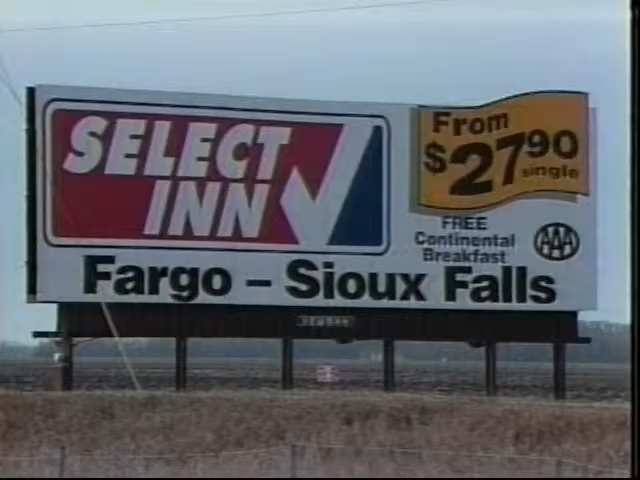 SELECT
INN
From
$27.90
single
FREE
Continental
Breakfast
AAA
Fargo – Sioux Falls